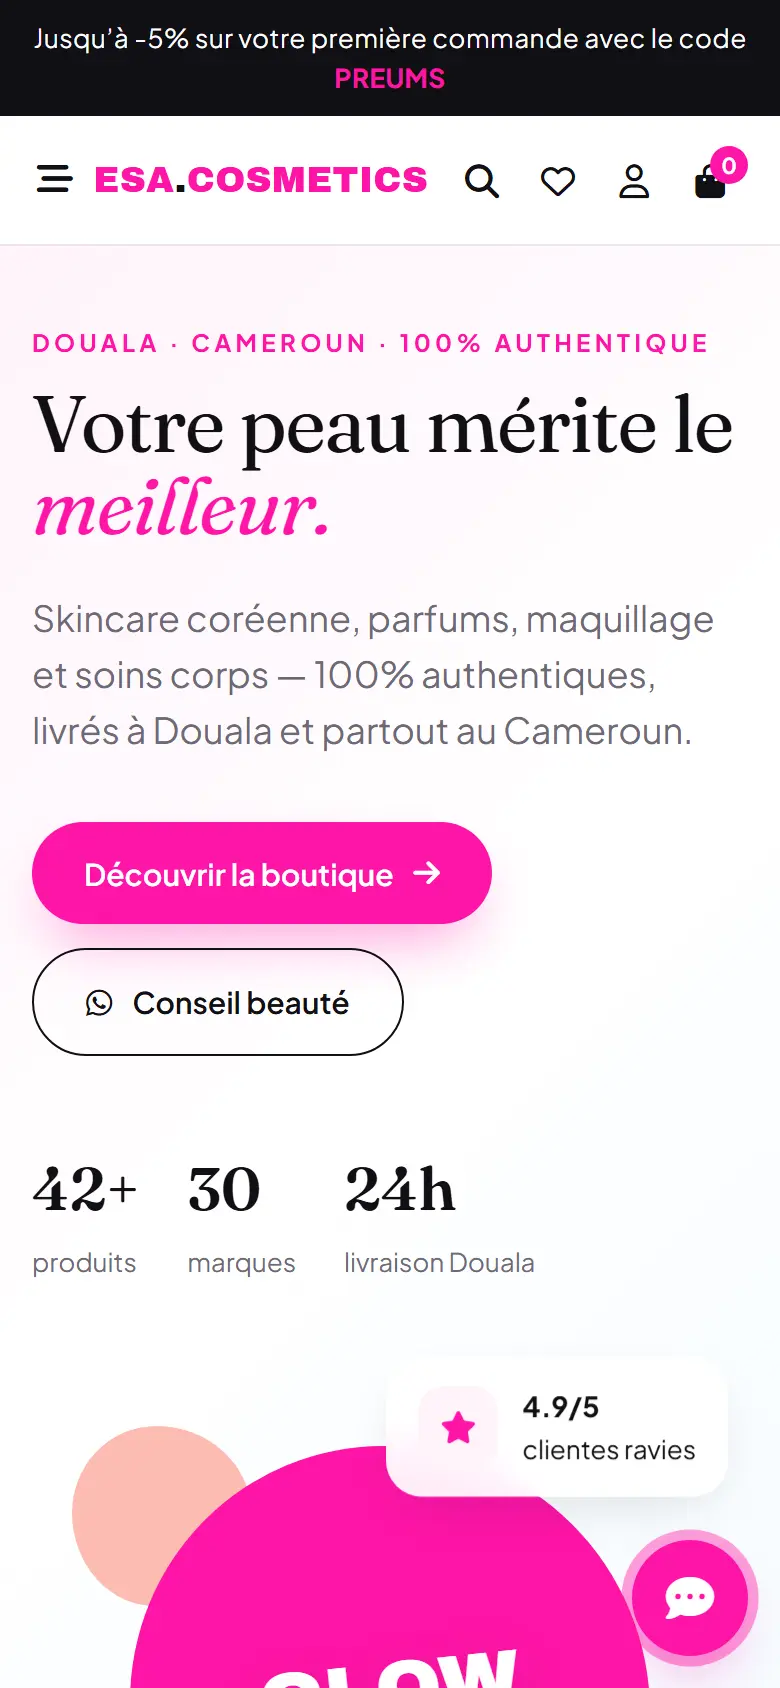 Jusqu’à -5% sur votre première commande avec le code
PREUMS
ESA.COSMETICS
0
DOUALA · CAMEROUN · 100% AUTHENTIQUE
Votre peau mérite le
meilleur.
Skincare coréenne, parfums, maquillage
et soins corps — 100% authentiques,
livrés à Douala et partout au Cameroun.
Découvrir la boutique →
Conseil beauté
42+ 30 24h
produits marques livraison Douala
4.9/5
clientes ravies
GLOW